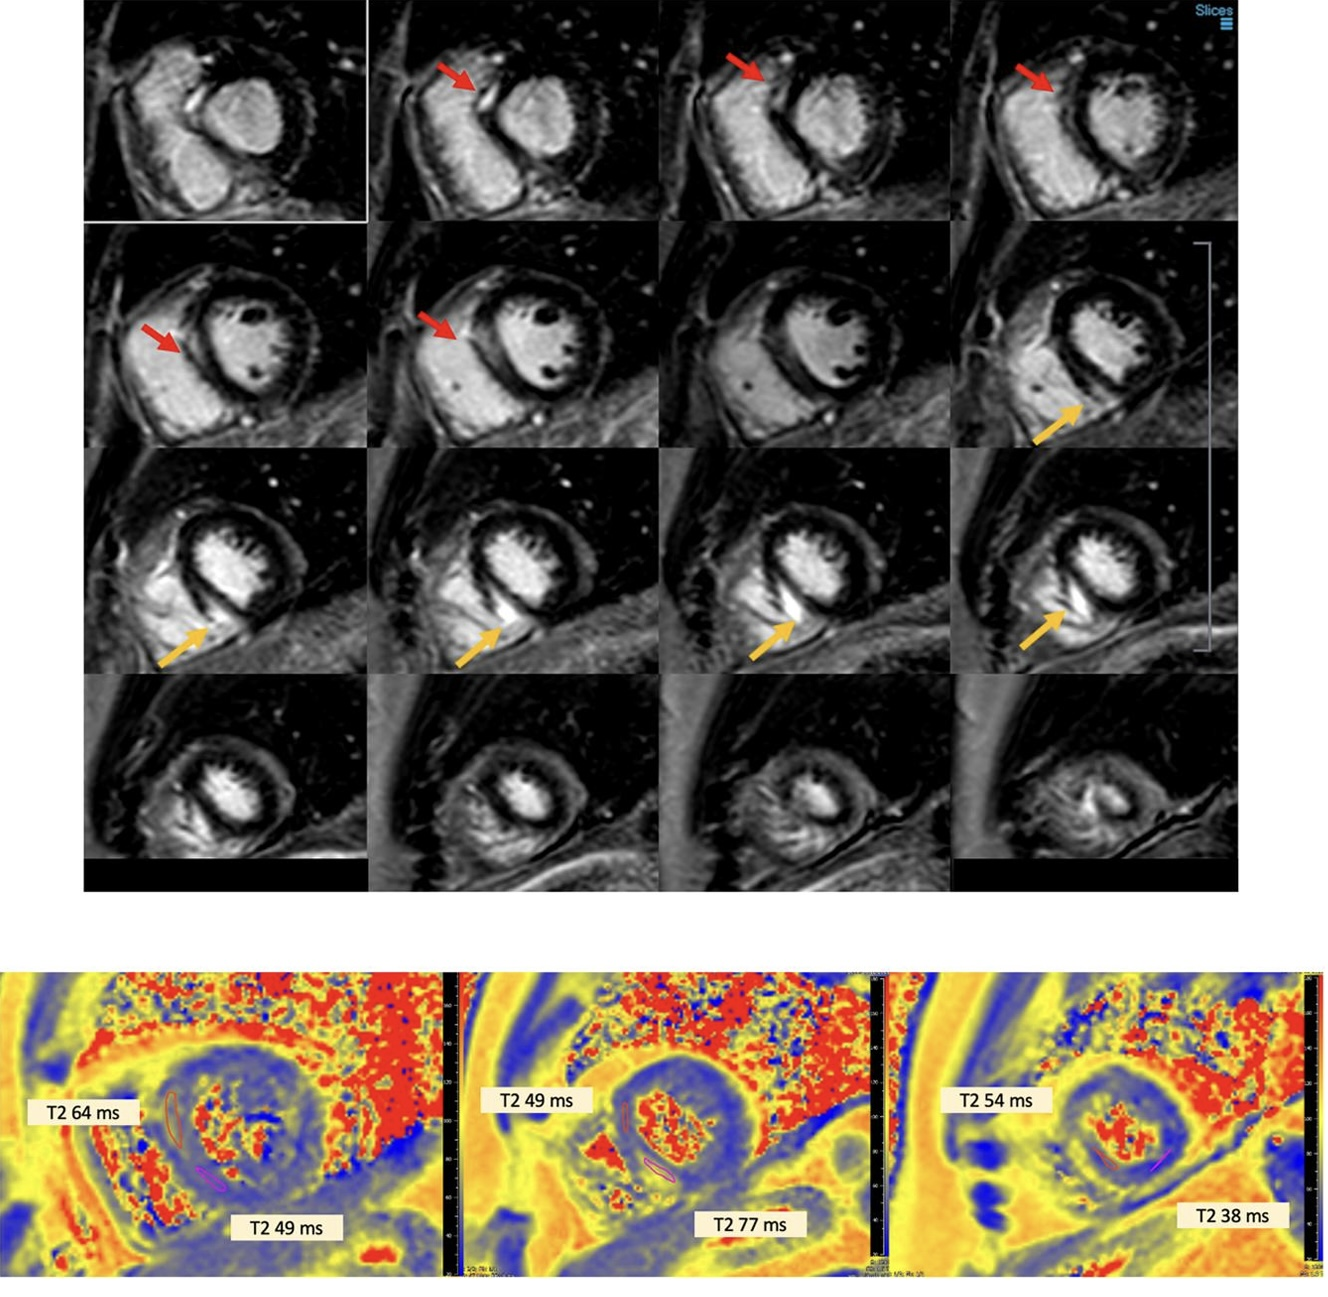 Slices
T2 64 ms
T2 49 ms
T2 49 ms
T2 77 ms
T2 54 ms
T2 38 ms